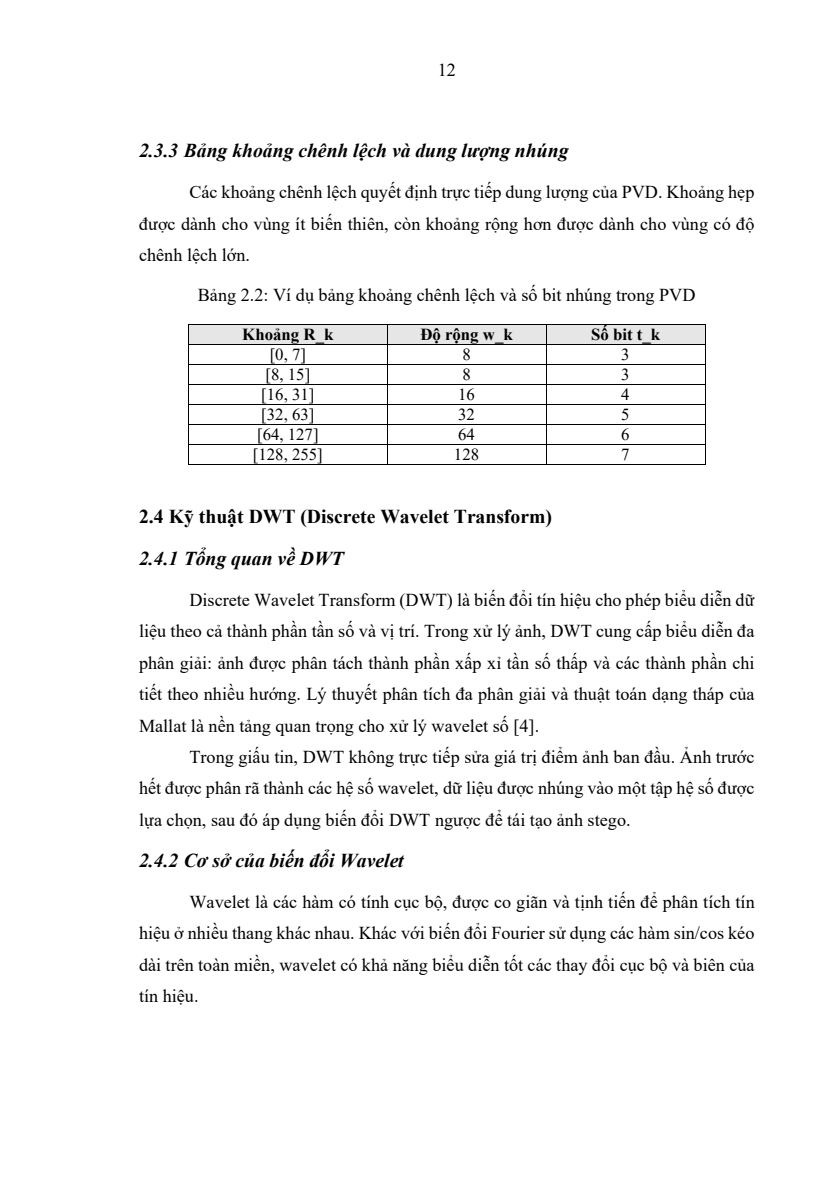 12
2.3.3 Bảng khoảng chênh lệch và dung lượng nhúng
Các khoảng chênh lệch quyết định trực tiếp dung lượng của PVD. Khoảng hẹp
được dành cho vùng ít biến thiên, còn khoảng rộng hơn được dành cho vùng có độ
chênh lệch lớn.
Bảng 2.2: Ví dụ bảng khoảng chênh lệch và số bit nhúng trong PVD
Khoảng R_k Độ rộng w_k Số bit t_k
[0, 7] 8 3
[8, 15] 8 3
[16, 31] 16 4
[32, 63] 32 5
[64, 127] 64 6
[128, 255] 128 7
2.4 Kỹ thuật DWT (Discrete Wavelet Transform)
2.4.1 Tổng quan về DWT
Discrete Wavelet Transform (DWT) là biến đổi tín hiệu cho phép biểu diễn dữ
liệu theo cả thành phần tần số và vị trí. Trong xử lý ảnh, DWT cung cấp biểu diễn đa
phân giải: ảnh được phân tách thành phần xấp xỉ tần số thấp và các thành phần chi
tiết theo nhiều hướng. Lý thuyết phân tích đa phân giải và thuật toán dạng tháp của
Mallat là nền tảng quan trọng cho xử lý wavelet số [4].
Trong giấu tin, DWT không trực tiếp sửa giá trị điểm ảnh ban đầu. Ảnh trước
hết được phân rã thành các hệ số wavelet, dữ liệu được nhúng vào một tập hệ số được
lựa chọn, sau đó áp dụng biến đổi DWT ngược để tái tạo ảnh stego.
2.4.2 Cơ sở của biến đổi Wavelet
Wavelet là các hàm có tính cục bộ, được co giãn và tịnh tiến để phân tích tín
hiệu ở nhiều thang khác nhau. Khác với biến đổi Fourier sử dụng các hàm sin/cos kéo
dài trên toàn miền, wavelet có khả năng biểu diễn tốt các thay đổi cục bộ và biên của
tín hiệu.